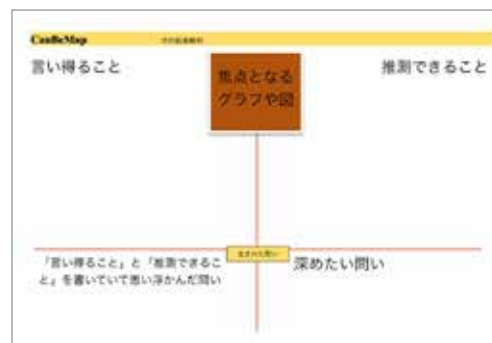 CanBeMap
言い得ること
焦点となる
グラフや図
推測できること
「言い得ること」と「推測できるこ
と」を書いていて思い浮かんだ問い
深めたい問い